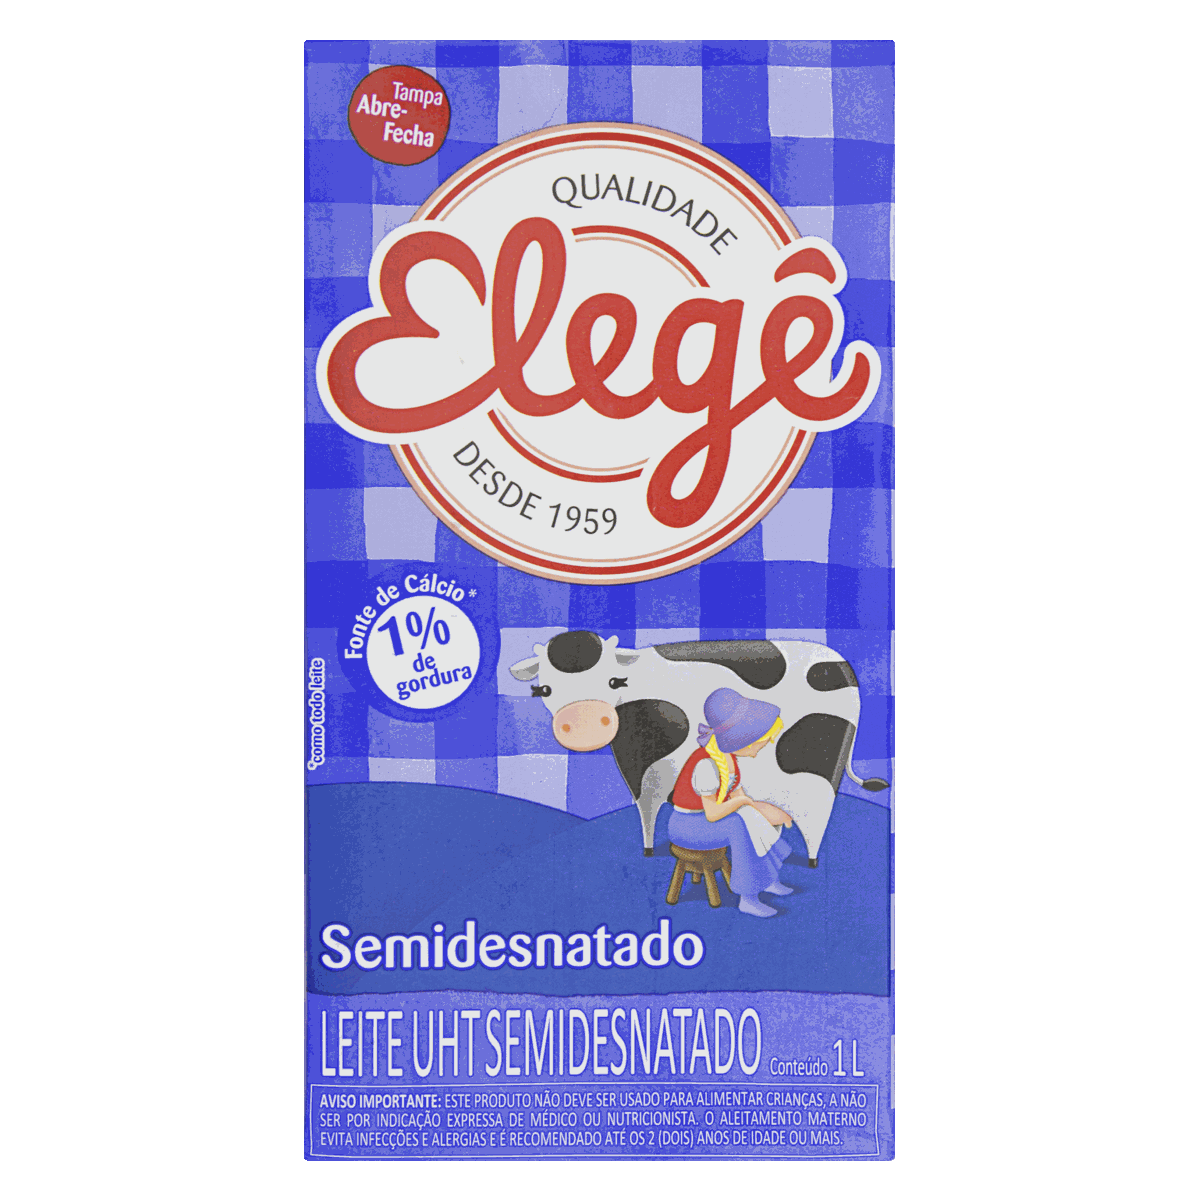 Tampa
Abre-
Fecha
QUALIDADE
Elegê
DESDE 1959
Fonte de Cálcio*
1%
de
gordura
*como todo leite
Semidesnatado
LEITE UHT SEMIDESNATADO Conteúdo 1 L
AVISO IMPORTANTE: ESTE PRODUTO NÃO DEVE SER USADO PARA ALIMENTAR CRIANÇAS, A NÃO
SER POR INDICAÇÃO EXPRESSA DE MÉDICO OU NUTRICIONISTA. O ALEITAMENTO MATERNO
EVITA INFECÇÕES E ALERGIAS E É RECOMENDADO ATÉ OS 2 (DOIS) ANOS DE IDADE OU MAIS.